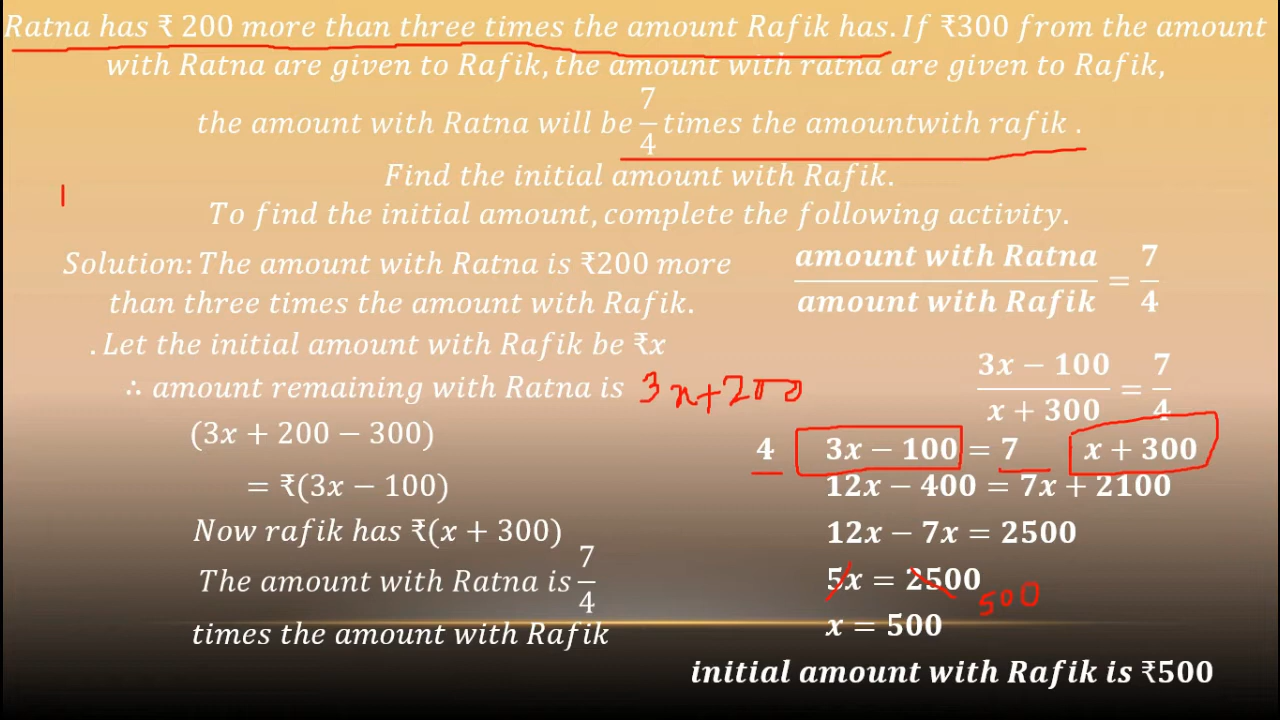 Ratna has ₹ 200 more than three times the amount Rafik has. If ₹300 from the amount
with Ratna are given to Rafik, the amount with ratna are given to Rafik,
the amount with Ratna will be 7/4 times the amountwith rafik .
Find the initial amount with Rafik.
To find the initial amount, complete the following activity.
Solution: The amount with Ratna is ₹200 more
than three times the amount with Rafik.
. Let the initial amount with Rafik be ₹x
∴ amount remaining with Ratna is 3x+200
(3x + 200 − 300)
= ₹(3x − 100)
Now rafik has ₹(x + 300)
The amount with Ratna is 7/4
times the amount with Rafik
amount with Ratna / amount with Rafik = 7/4
3x − 100 / x + 300 = 7/4
4 3x − 100 = 7 x + 300
12x − 400 = 7x + 2100
12x − 7x = 2500
5x = 2500
500
x = 500
initial amount with Rafik is ₹500